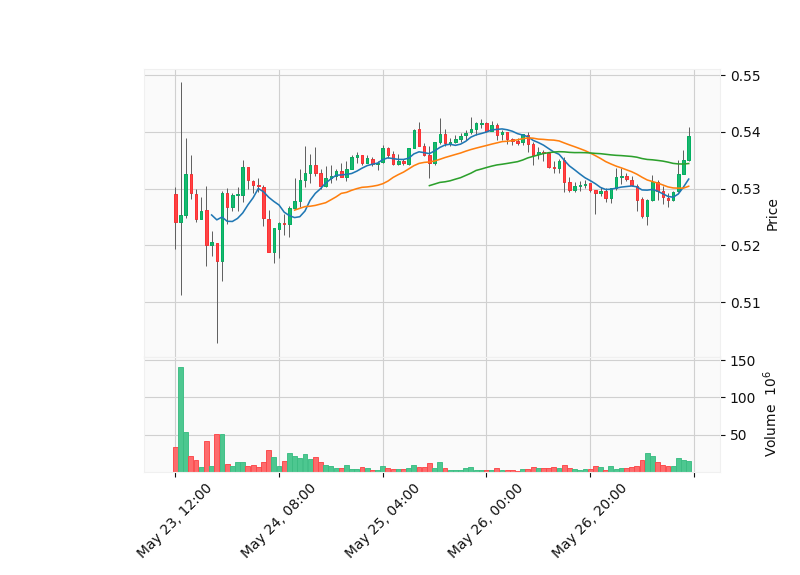 0.55
0.54
0.53
0.52
0.51
Price
150
100
50
Volume 10^6
May 23, 12:00
May 24, 08:00
May 25, 04:00
May 26, 00:00
May 26, 20:00